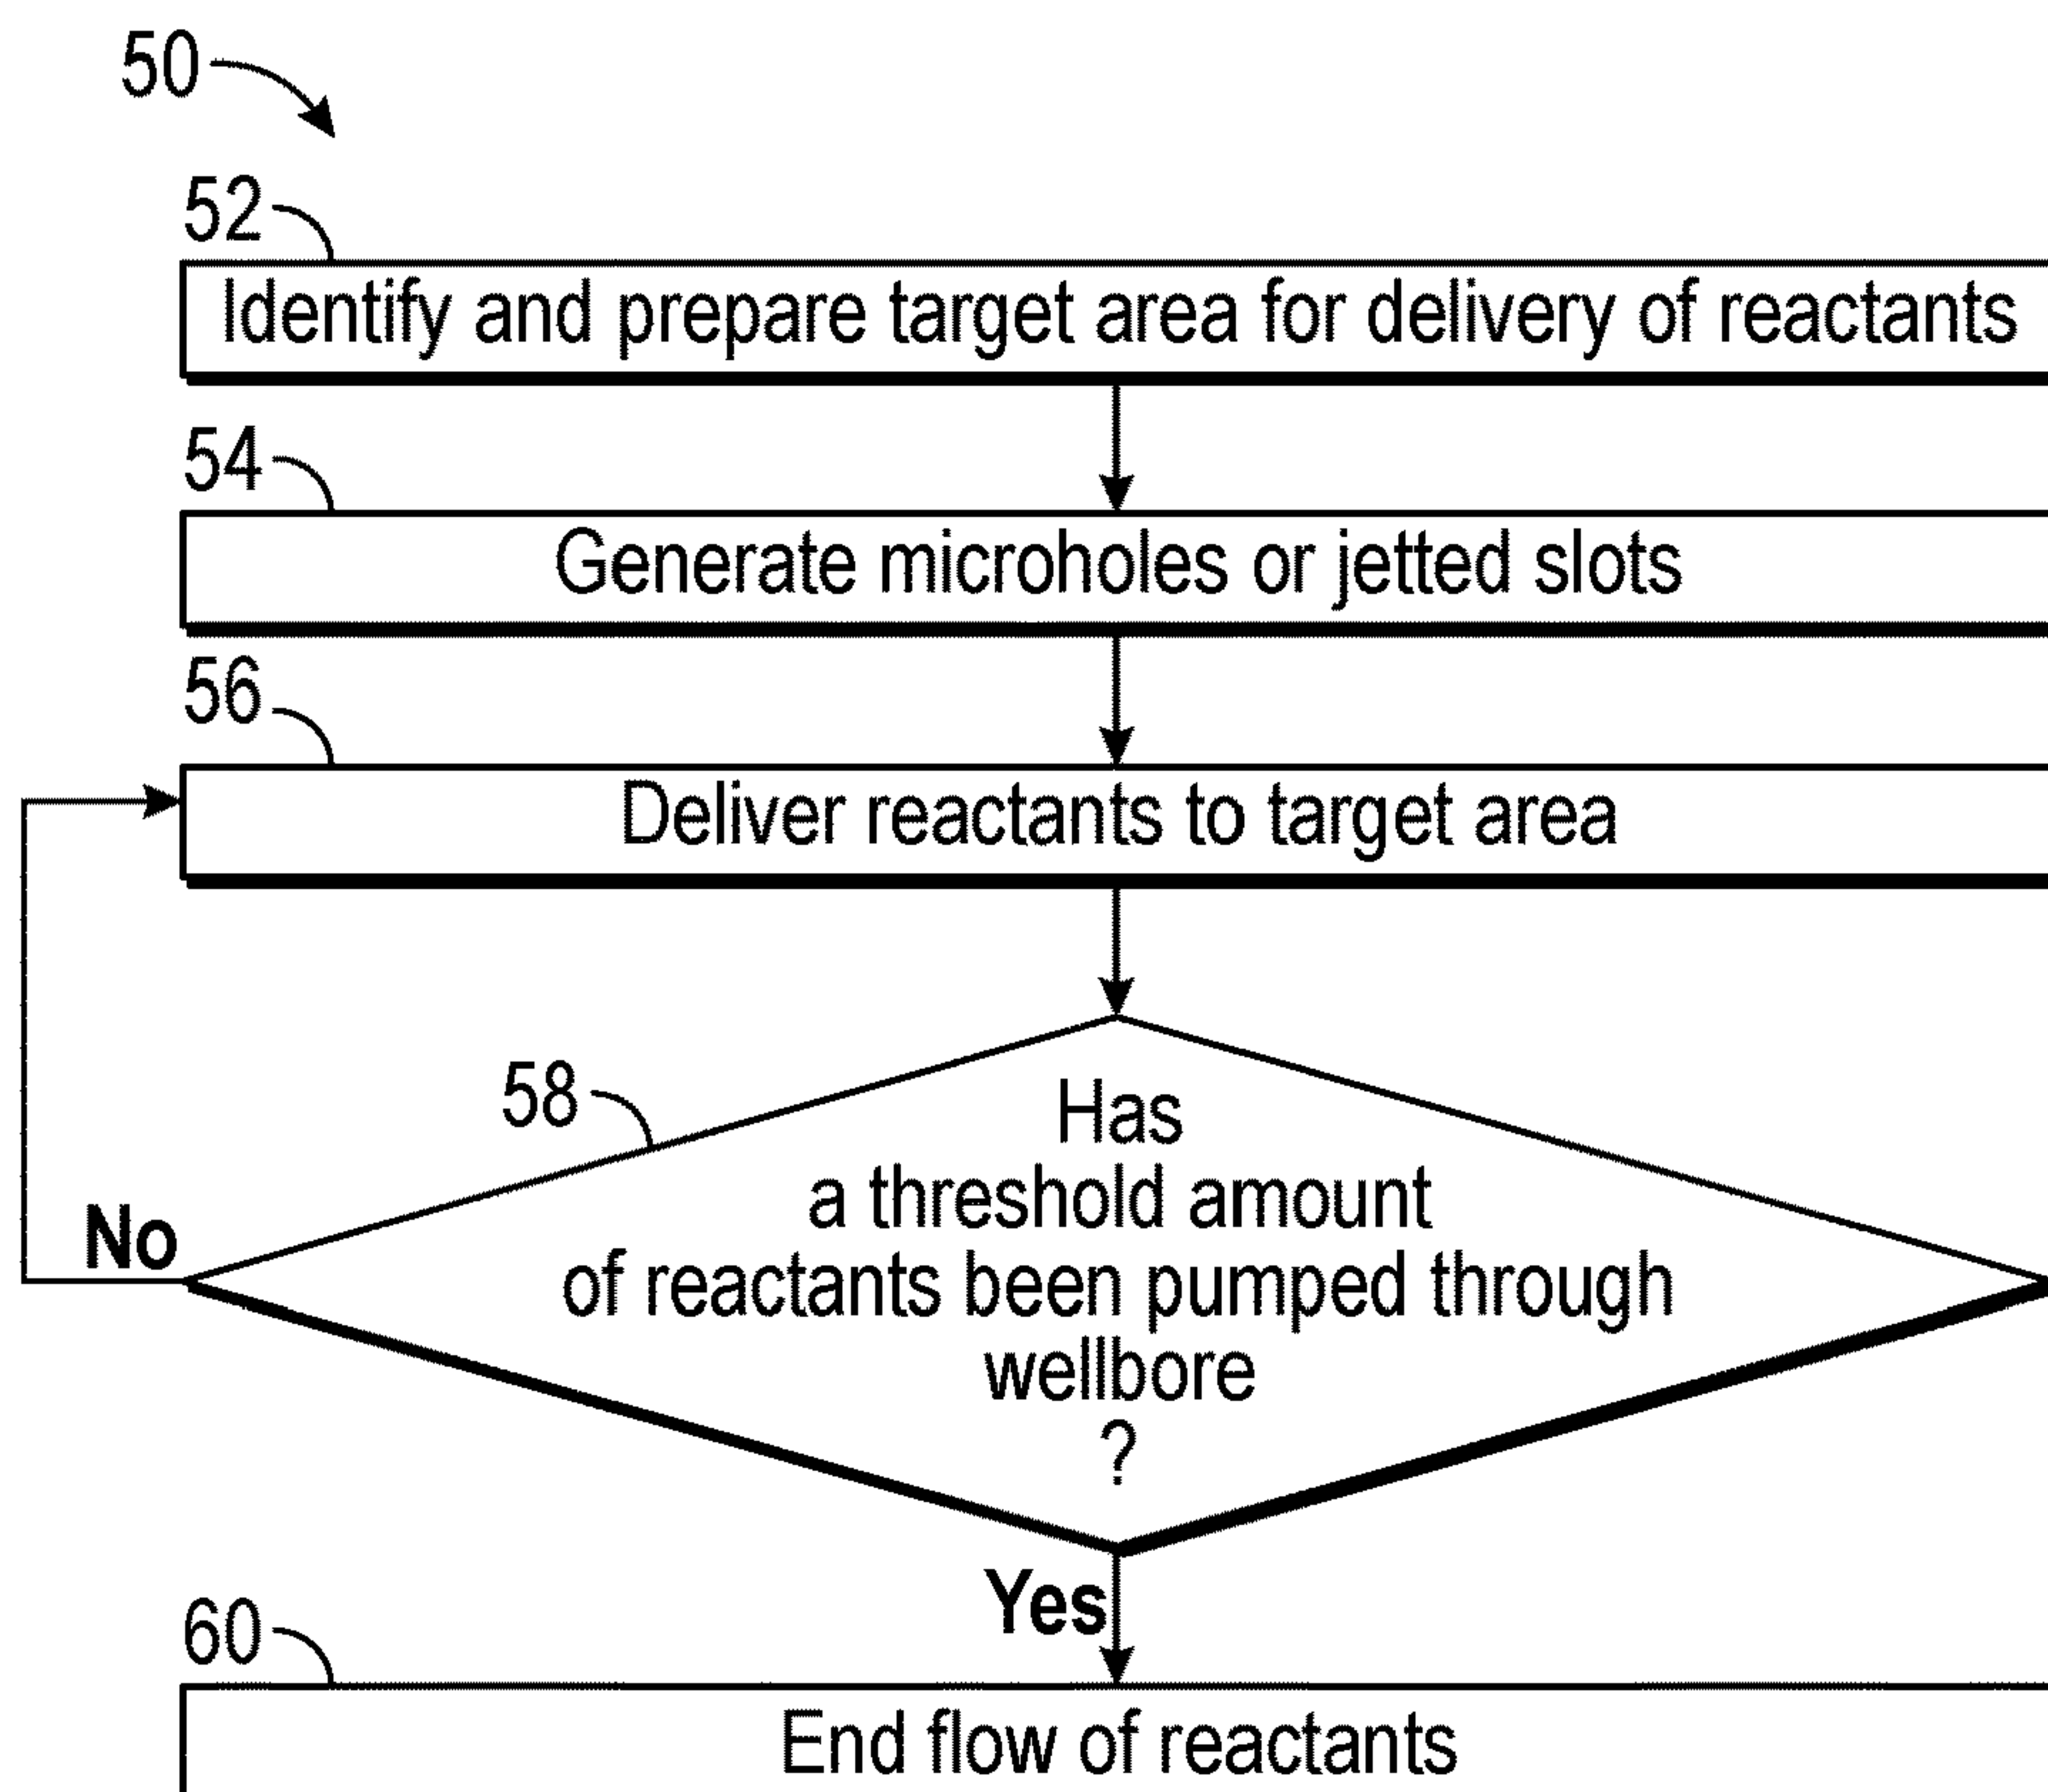 50
52
Identify and prepare target area for delivery of reactants
54
Generate microholes or jetted slots
56
Deliver reactants to target area
58
Has
a threshold amount
of reactants been pumped through
wellbore
?
No
Yes
60
End flow of reactants